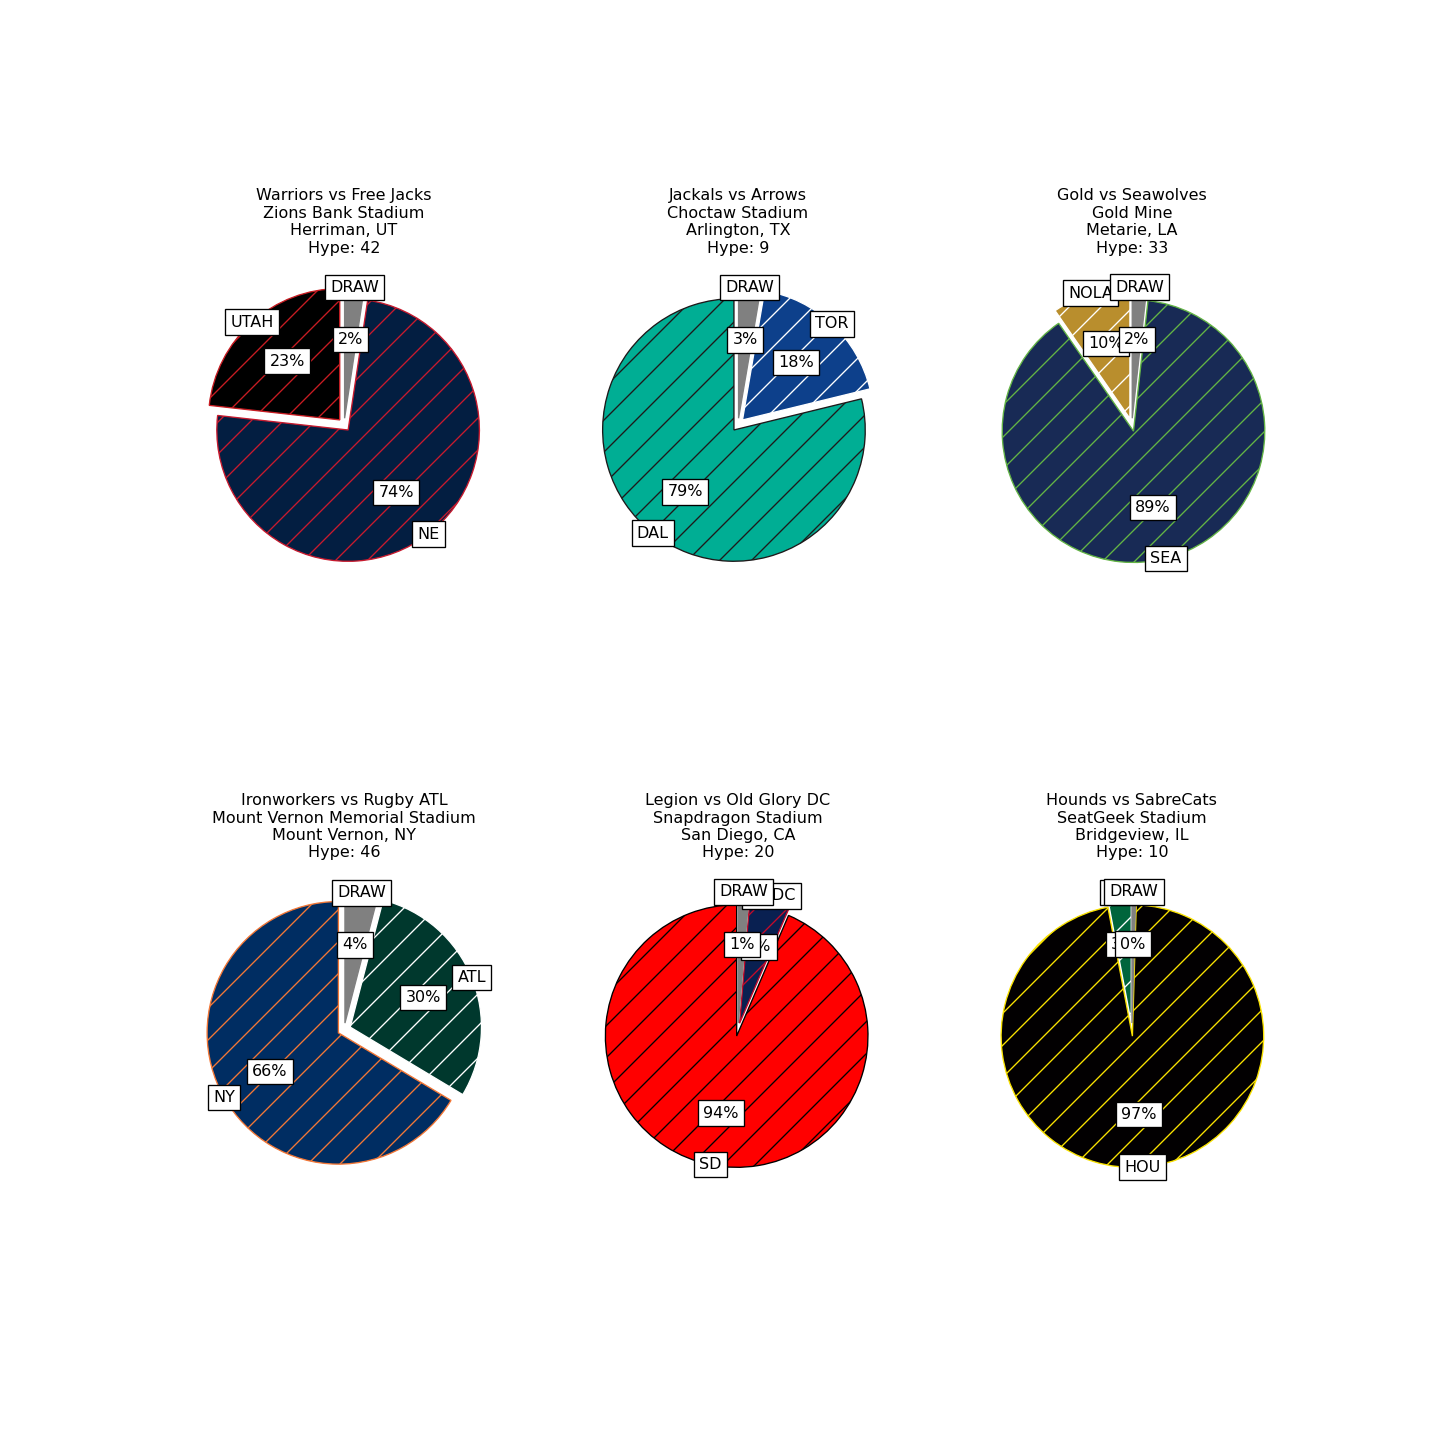 Warriors vs Free Jacks
Zions Bank Stadium
Herriman, UT
Hype: 42
DRAW
UTAH
2%
23%
74%
NE
Jackals vs Arrows
Choctaw Stadium
Arlington, TX
Hype: 9
DRAW
TOR
3%
18%
79%
DAL
Gold vs Seawolves
Gold Mine
Metarie, LA
Hype: 33
NOLA
DRAW
10%
2%
89%
SEA
Ironworkers vs Rugby ATL
Mount Vernon Memorial Stadium
Mount Vernon, NY
Hype: 46
DRAW
4%
ATL
30%
66%
NY
Legion vs Old Glory DC
Snapdragon Stadium
San Diego, CA
Hype: 20
DRAW
DC
1%
%
94%
SD
Hounds vs SabreCats
SeatGeek Stadium
Bridgeview, IL
Hype: 10
DRAW
3
0%
97%
HOU